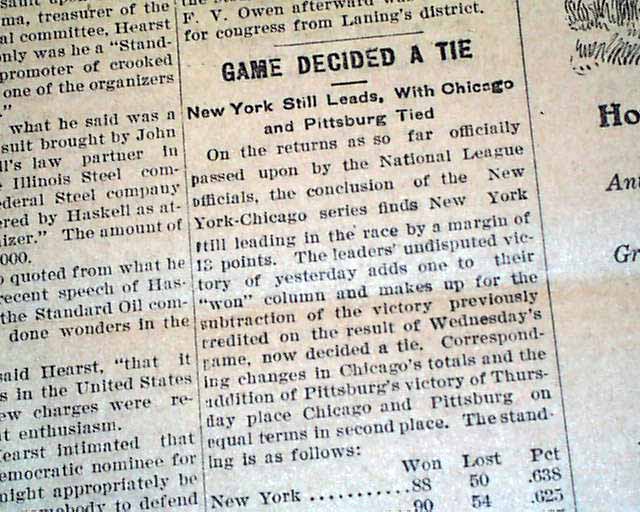 sault upon
ma, treasurer of the
al committee, Hearst
only was he a "Stand-
promoter of crooked
one of the organizers
."
what he said was a
suit brought by John
ll's law partner in
Illinois Steel com-
ederal Steel company
ered by Haskell as at-
izer." The amount of
000.
quoted from what he
recent speech of Has-
the Standard Oil com-
done wonders in the
said Hearst, "that it
s in the United States
ew charges were re-
at enthusiasm.
Hearst intimated that
emocratic nominee for
might appropriately be
mebody to defend
F. V. Owen afterward was
for congress from Laning's district.
GAME DECIDED A TIE
New York Still Leads, With Chicago
and Pittsburg Tied
On the returns as so far officially
passed upon by the National League
officials, the conclusion of the New
York-Chicago series finds New York
still leading in the race by a margin of
13 points. The leaders' undisputed vic-
tory of yesterday adds one to their
"won" column and makes up for the
subtraction of the victory previously
credited on the result of Wednesday's
game, now decided a tie. Correspond-
ing changes in Chicago's totals and the
addition of Pittsburg's victory of Thurs-
day place Chicago and Pittsburg on
equal terms in second place. The stand-
ing is as follows:
Won Lost Pct
New York .......... 88 50 .638
90 54 .625
Ho
An
Gr